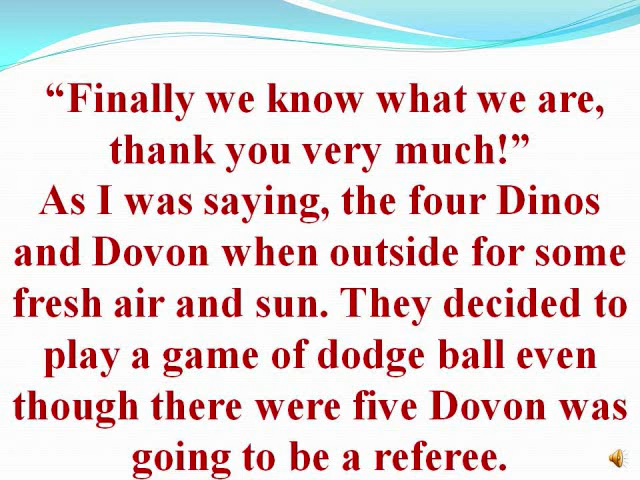 “Finally we know what we are,
thank you very much!”
As I was saying, the four Dinos
and Dovon when outside for some
fresh air and sun. They decided to
play a game of dodge ball even
though there were five Dovon was
going to be a referee.